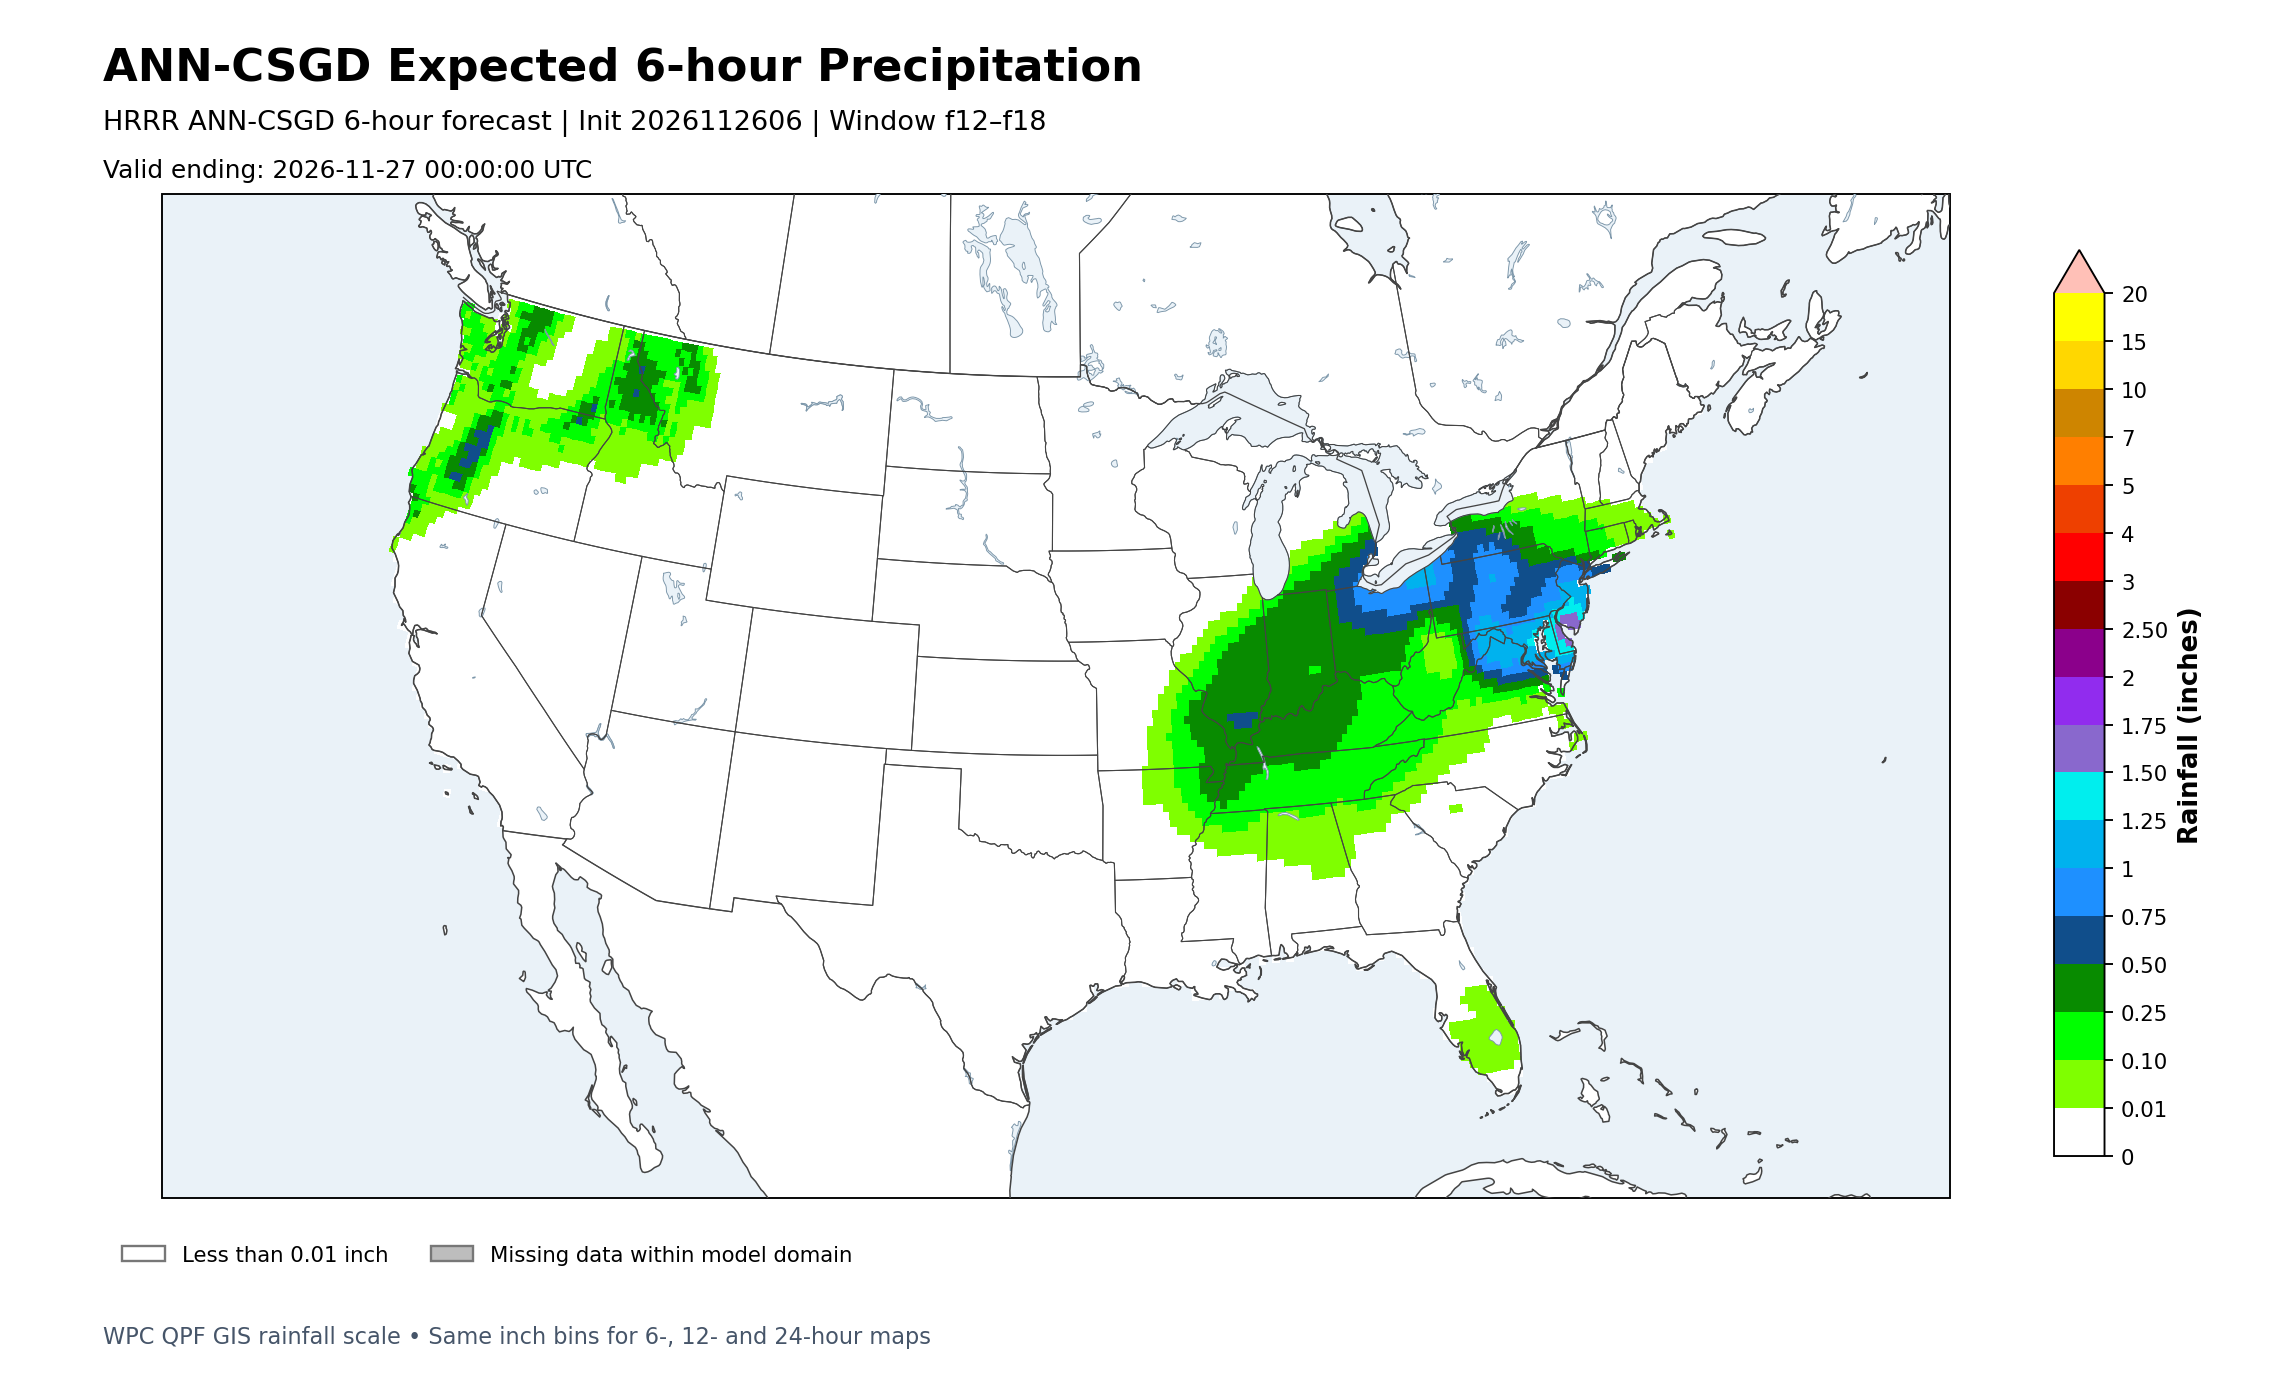 ANN-CSGD Expected 6-hour Precipitation
HRRR ANN-CSGD 6-hour forecast | Init 2026112606 | Window f12–f18
Valid ending: 2026-11-27 00:00:00 UTC
20
15
10
7
5
4
3
2.50
2
1.75
1.50
1.25
1
0.75
0.50
0.25
0.10
0.01
0
Rainfall (inches)
Less than 0.01 inch
Missing data within model domain
WPC QPF GIS rainfall scale • Same inch bins for 6-, 12- and 24-hour maps